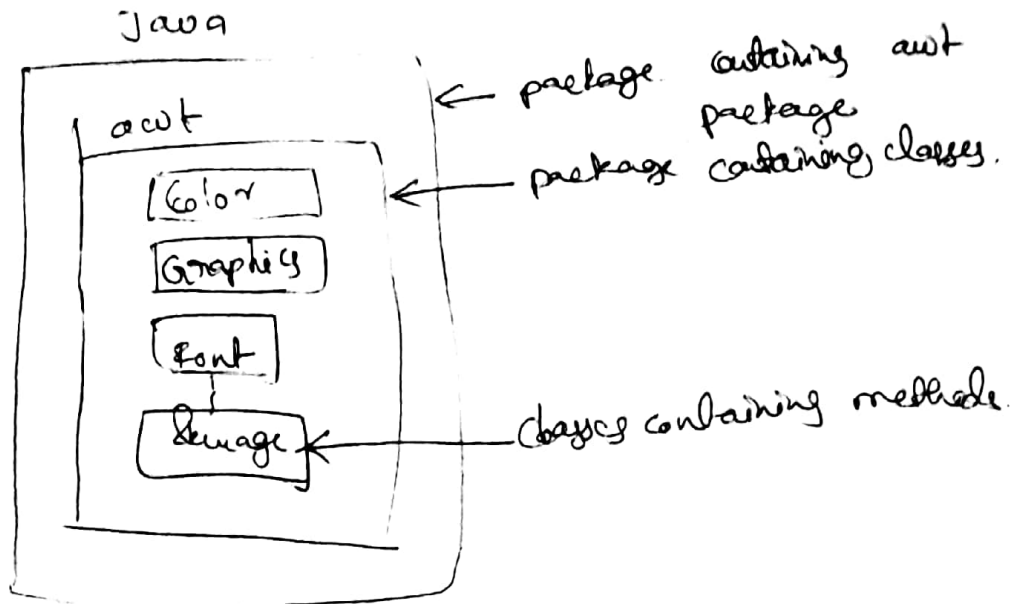 Java
package containing awt
package
awt
package containing classes.
Color
Graphics
Font
Image
classes containing methods.